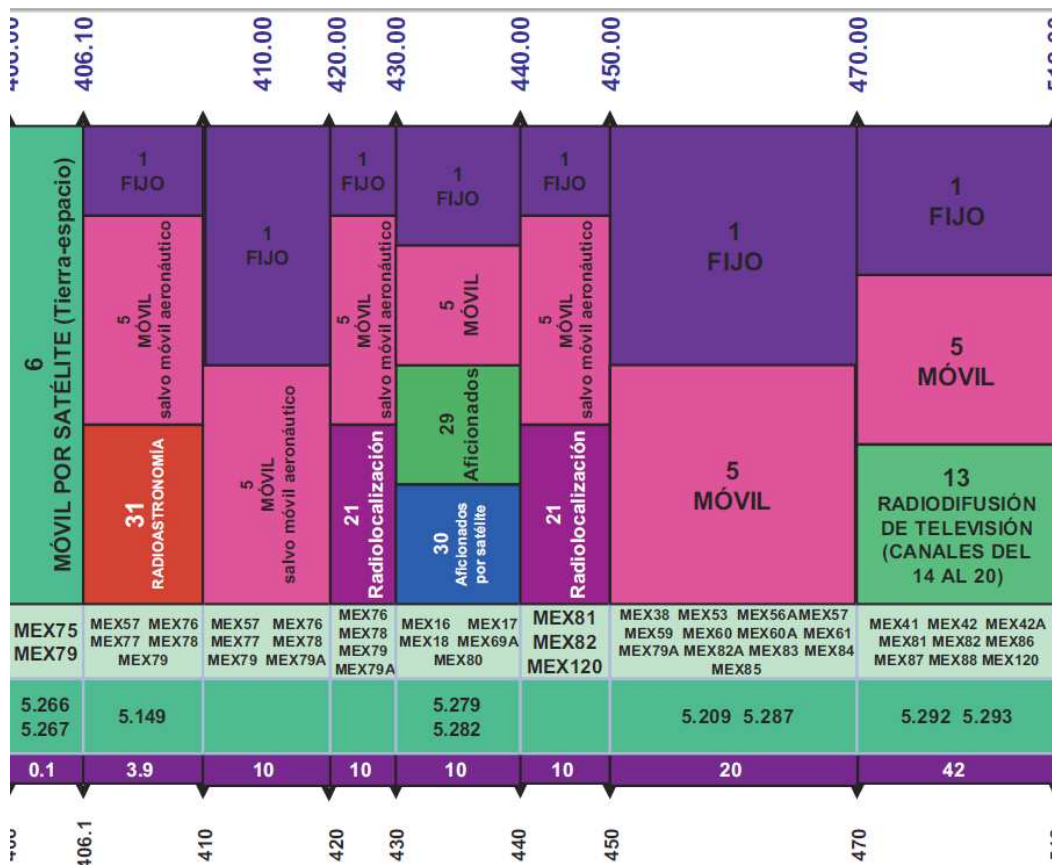 406.10
410.00
420.00
430.00
440.00
450.00
470.00
6
MÓVIL POR SATÉLITE (Tierra-espacio)
1
FIJO
5
MÓVIL
salvo móvil aeronáutico
31
RADIOASTRONOMÍA
1
FIJO
5
MÓVIL
salvo móvil aeronáutico
1
FIJO
5
MÓVIL
salvo móvil aeronáutico
21
Radiolocalización
1
FIJO
5
MÓVIL
29
Aficionados
30
Aficionados
por satélite
1
FIJO
5
MÓVIL
salvo móvil aeronáutico
21
Radiolocalización
1
FIJO
5
MÓVIL
1
FIJO
5
MÓVIL
13
RADIODIFUSIÓN
DE TELEVISIÓN
(CANALES DEL
14 AL 20)
MEX75
MEX79
MEX57 MEX76
MEX77 MEX78
MEX79
MEX57 MEX76
MEX77 MEX78
MEX79 MEX79A
MEX76
MEX78
MEX79
MEX79A
MEX16 MEX17
MEX18 MEX69A
MEX80
MEX81
MEX82
MEX120
MEX38 MEX53 MEX56AMEX57
MEX59 MEX60 MEX60A MEX61
MEX79A MEX82A MEX83 MEX84
MEX85
MEX41 MEX42 MEX42A
MEX81 MEX82 MEX86
MEX87 MEX88 MEX120
5.266
5.267
5.149
5.279
5.282
5.209 5.287
5.292 5.293
0.1
3.9
10
10
10
10
20
42
406.1
410
420
430
440
450
470